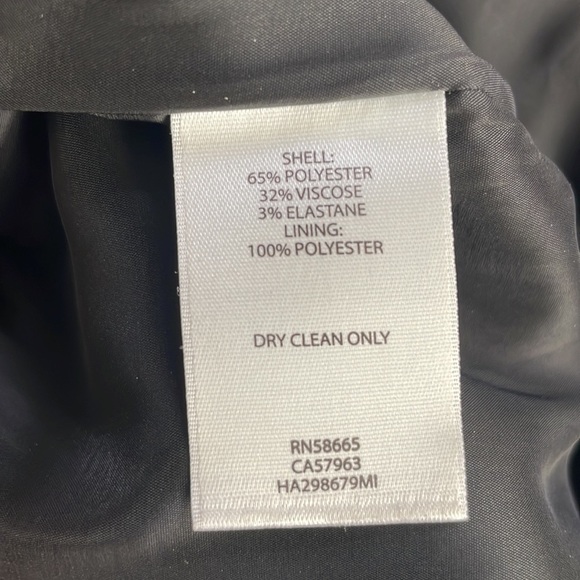 SHELL:
65% POLYESTER
32% VISCOSE
3% ELASTANE
LINING:
100% POLYESTER
DRY CLEAN ONLY
RN58665
CA57963
HA298679MI